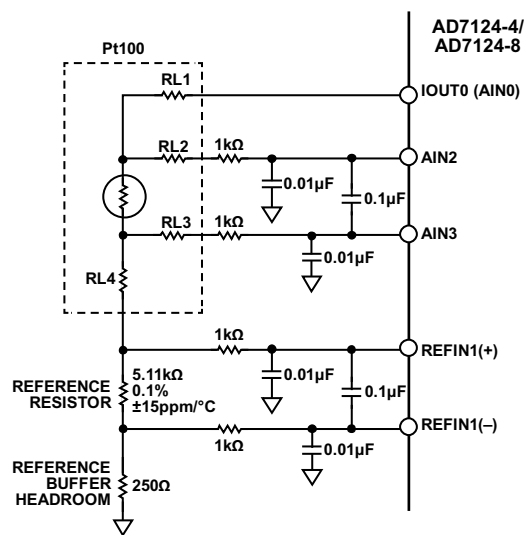 AD7124-4/
AD7124-8
Pt100
RL1
IOUT0 (AIN0)
RL2
1kΩ
AIN2
0.01µF
0.1µF
RL3
1kΩ
AIN3
0.01µF
RL4
1kΩ
REFIN1(+)
REFERENCE
RESISTOR
5.11kΩ
0.1%
±15ppm/°C
0.01µF
0.1µF
REFIN1(–)
1kΩ
0.01µF
REFERENCE
BUFFER
HEADROOM
250Ω